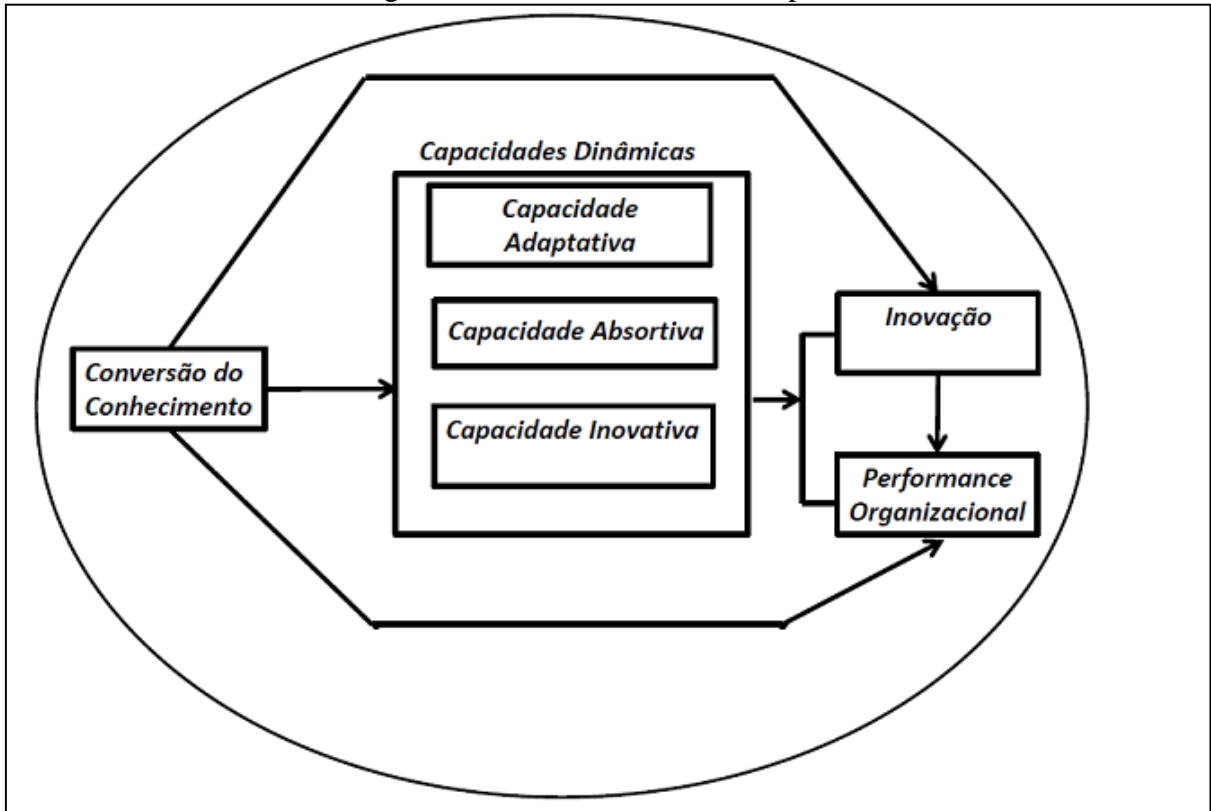 Capacidades Dinâmicas
Capacidade
Adaptativa
Capacidade Absortiva
Capacidade Inovativa
Conversão do
Conhecimento
Inovação
Performance
Organizacional